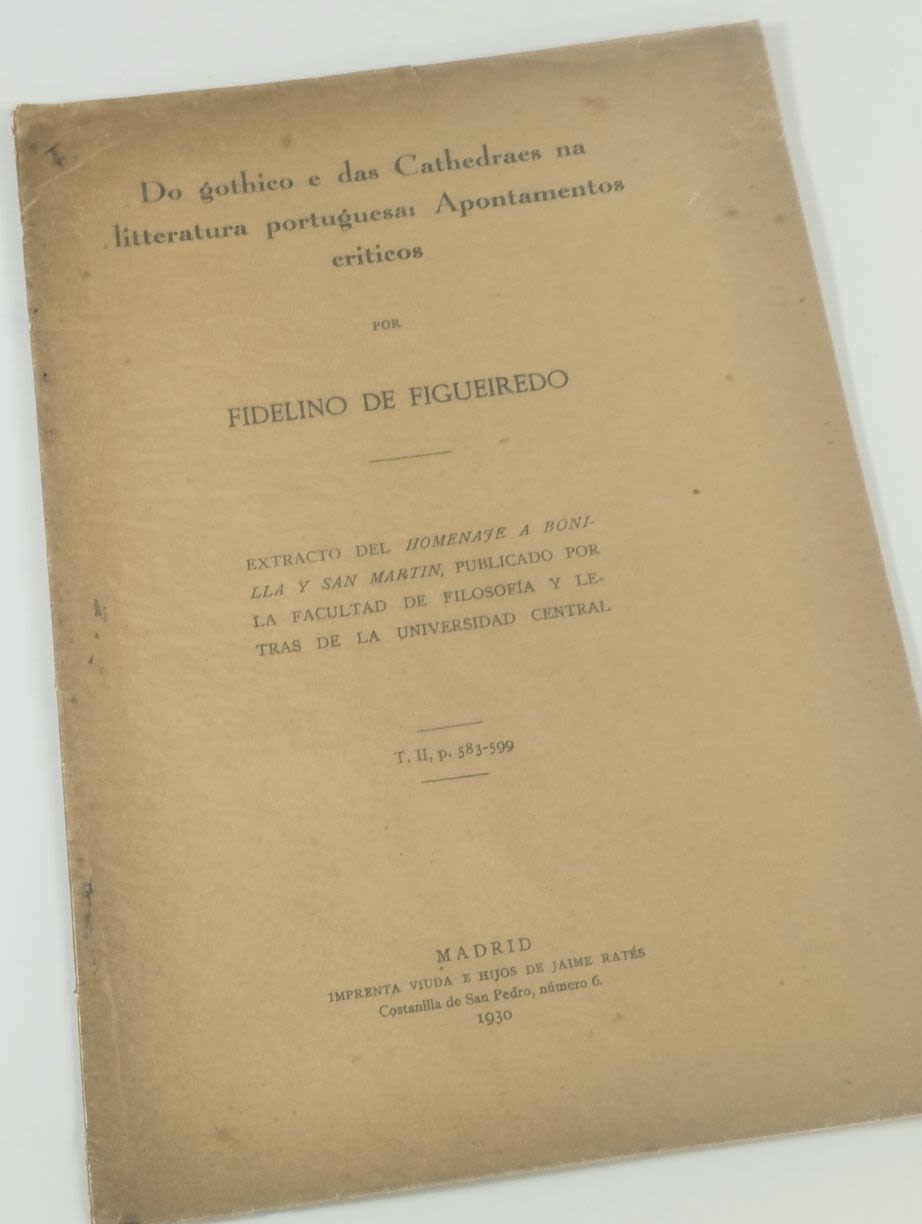 Do gothico e das Cathedraes na
litteratura portuguesa: Apontamentos
criticos
POR
FIDELINO DE FIGUEIREDO
EXTRACTO DEL HOMENAJE A BONI-
LLA Y SAN MARTIN, PUBLICADO POR
LA FACULTAD DE FILOSOFÍA Y LE-
TRAS DE LA UNIVERSIDAD CENTRAL
T. II, p. 583-599
MADRID
IMPRENTA VIUDA E HIJOS DE JAIME RATÉS
Costanilla de San Pedro, número 6.
1930